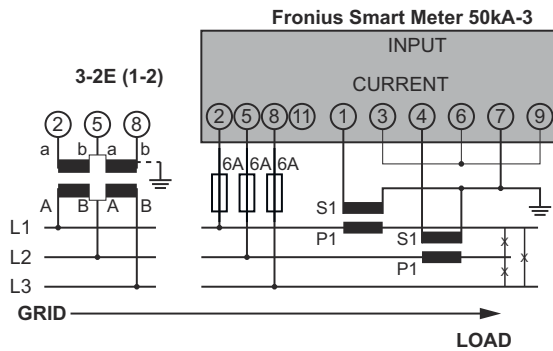 Fronius Smart Meter 50kA-3
INPUT
CURRENT
3-2E (1-2)
2 5 8
2 5 8 11 1 3 4 6 7 9
a b a b
6A 6A 6A
A B A B
S1
L1
P1 S1
L2
P1
L3
GRID
LOAD